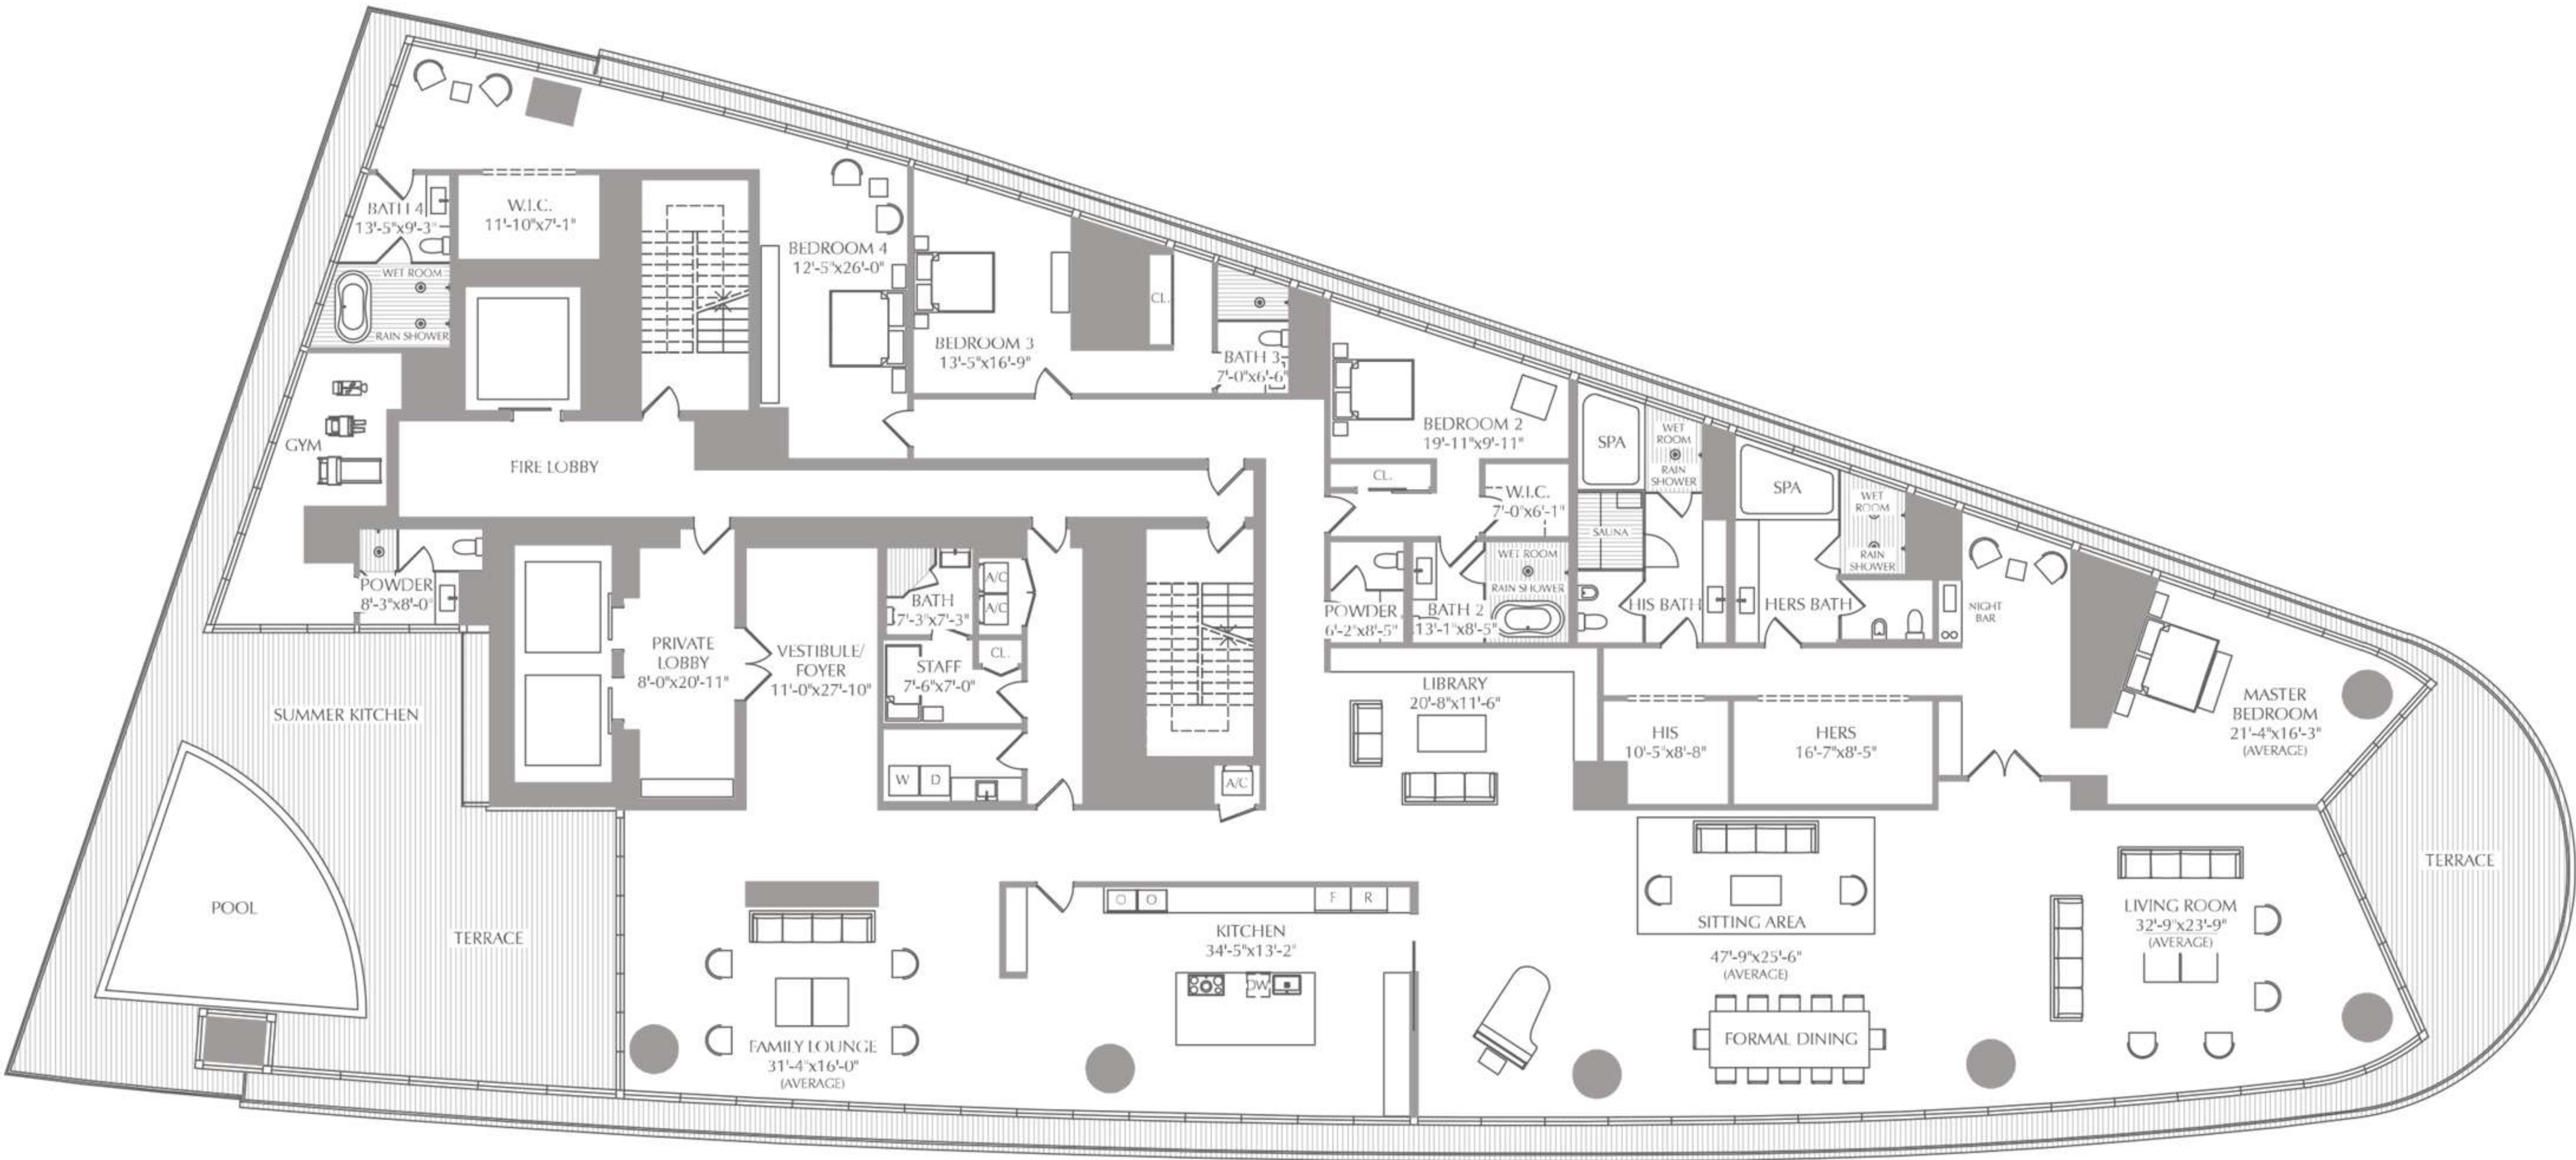 BATH 4
13'-5"x9'-3"
W.I.C.
11'-10"x7'-1"
WET ROOM
RAIN SHOWER
BEDROOM 4
12'-5"x26'-0"
BEDROOM 3
13'-5"x16'-9"
CL.
BATH 3
7'-0"x6'-6"
GYM
FIRE LOBBY
BEDROOM 2
19'-11"x9'-11"
CL.
W.I.C.
7'-0"x6'-1"
SPA
WET
ROOM
RAIN
SHOWER
SPA
WET
ROOM
RAIN
SHOWER
SAUNA
POWDER
8'-3"x8'-0"
BATH
7'-3"x7'-3"
A/C
A/C
CL.
STAFF
7'-6"x7'-0"
PRIVATE
LOBBY
8'-0"x20'-11"
VESTIBULE/
FOYER
11'-0"x27'-10"
W D
A/C
POWDER
6'-2"x8'-5"
BATH 2
13'-1"x8'-5"
WET ROOM
RAIN SHOWER
HIS BATH
HERS BATH
NIGHT
BAR
SUMMER KITCHEN
LIBRARY
20'-8"x11'-6"
HIS
10'-5"x8'-8"
HERS
16'-7"x8'-5"
MASTER
BEDROOM
21'-4"x16'-3"
(AVERAGE)
POOL
TERRACE
FAMILY LOUNGE
31'-4"x16'-0"
(AVERAGE)
O O
F R
KITCHEN
34'-5"x13'-2"
DW
SITTING AREA
47'-9"x25'-6"
(AVERAGE)
FORMAL DINING
LIVING ROOM
32'-9"x23'-9"
(AVERAGE)
TERRACE